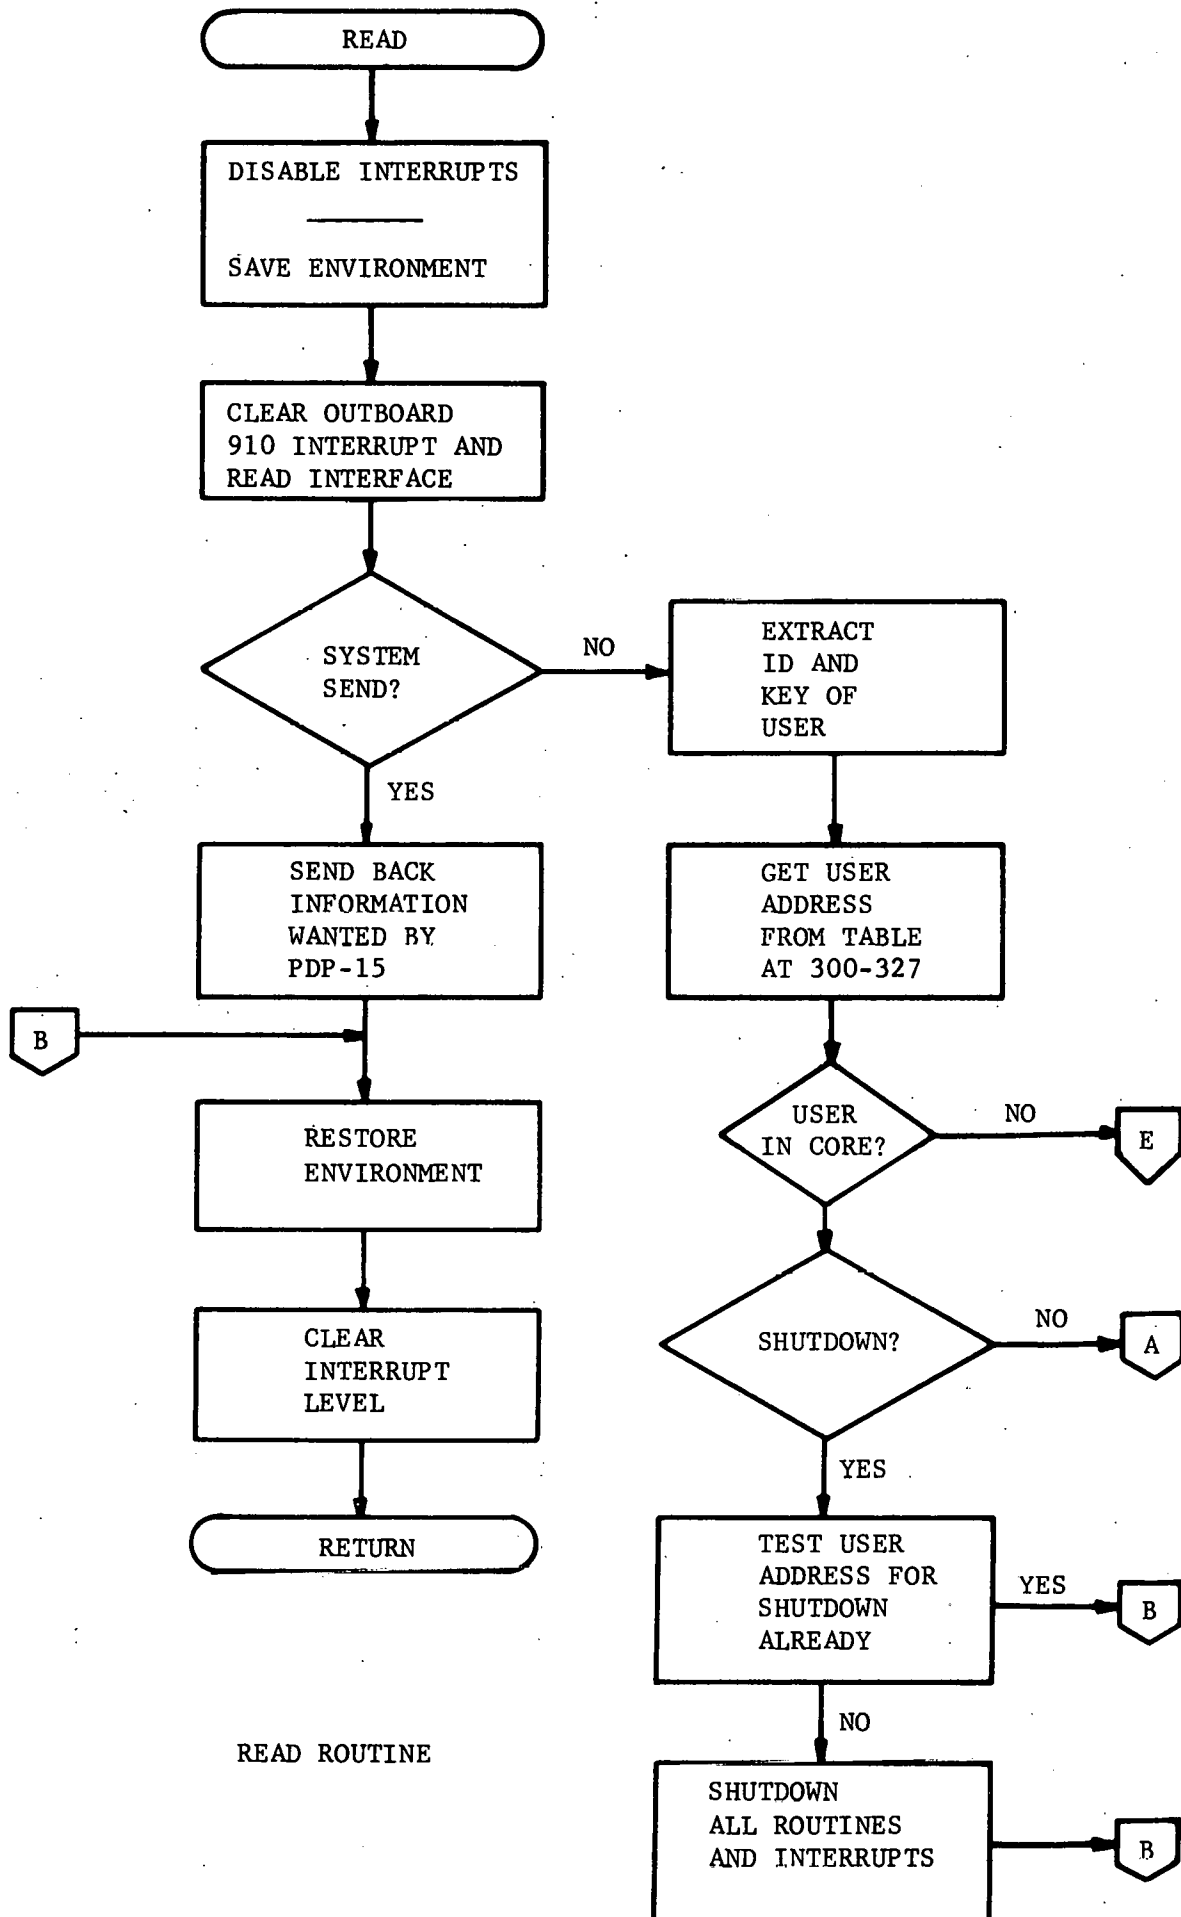 READ
DISABLE INTERRUPTS
SAVE ENVIRONMENT
CLEAR OUTBOARD
910 INTERRUPT AND
READ INTERFACE
SYSTEM
SEND?
NO
EXTRACT
ID AND
KEY OF
USER
YES
SEND BACK
INFORMATION
WANTED BY
PDP-15
GET USER
ADDRESS
FROM TABLE
AT 300-327
B
USER
IN CORE?
NO
E
RESTORE
ENVIRONMENT
SHUTDOWN?
NO
A
CLEAR
INTERRUPT
LEVEL
YES
RETURN
TEST USER
ADDRESS FOR
SHUTDOWN
ALREADY
YES
B
NO
READ ROUTINE
SHUTDOWN
ALL ROUTINES
AND INTERRUPTS
B